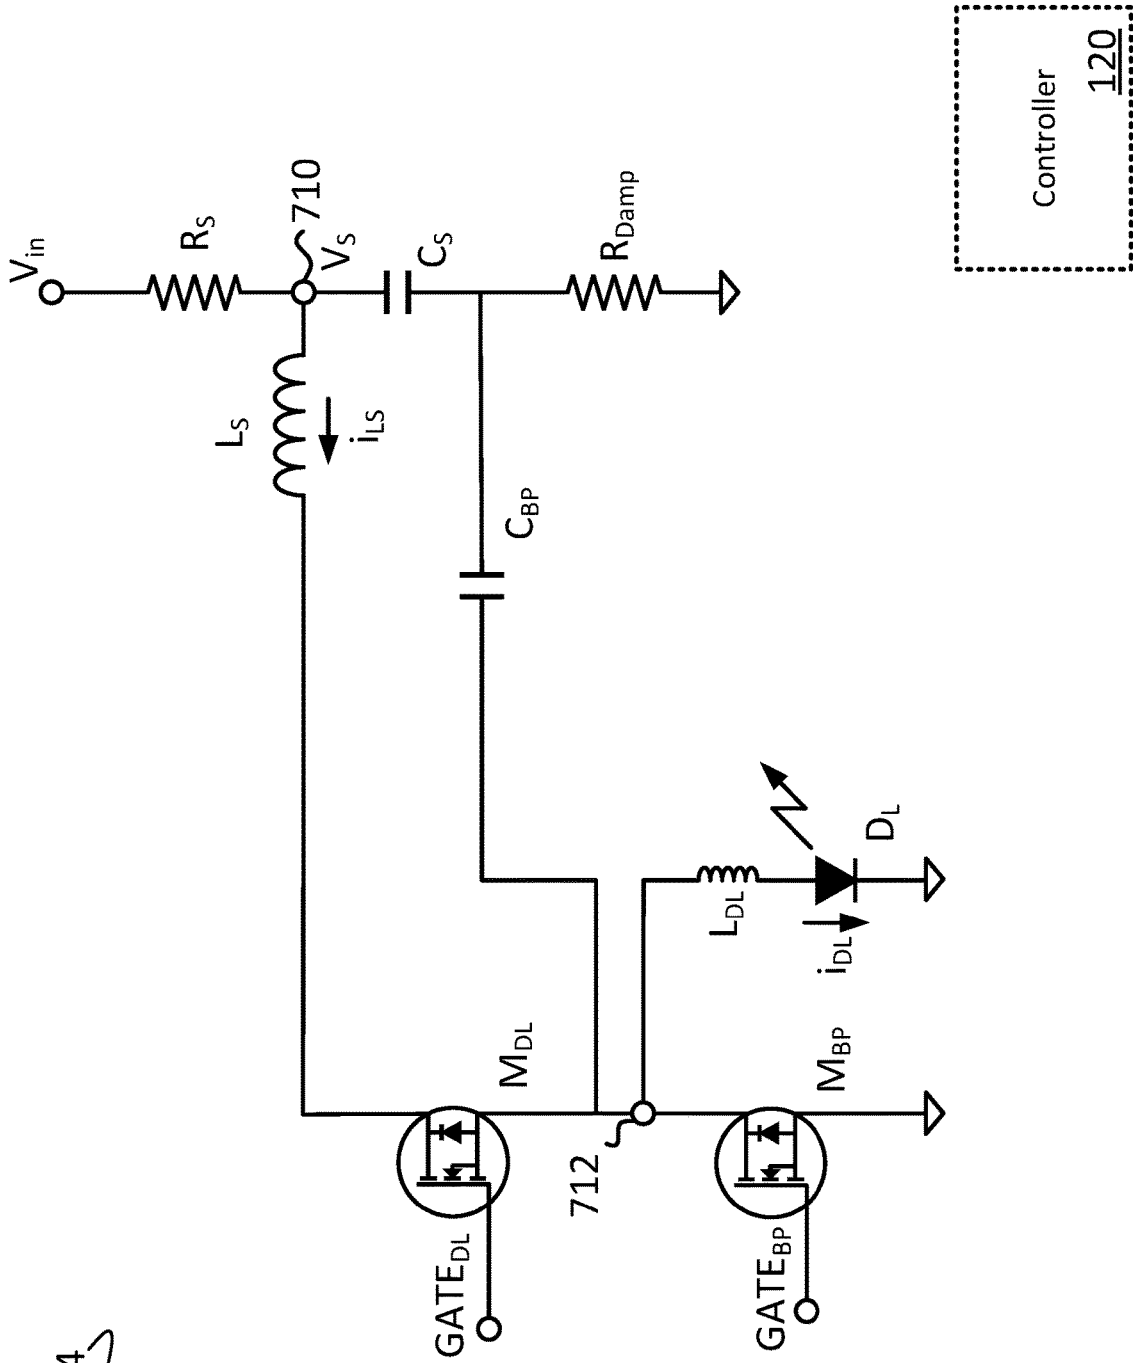 V_in
R_S
710
V_S
C_S
R_Damp
L_S
i_LS
C_BP
Controller
120
M_DL
712
L_DL
i_DL
D_L
M_BP
GATE_DL
GATE_BP
4